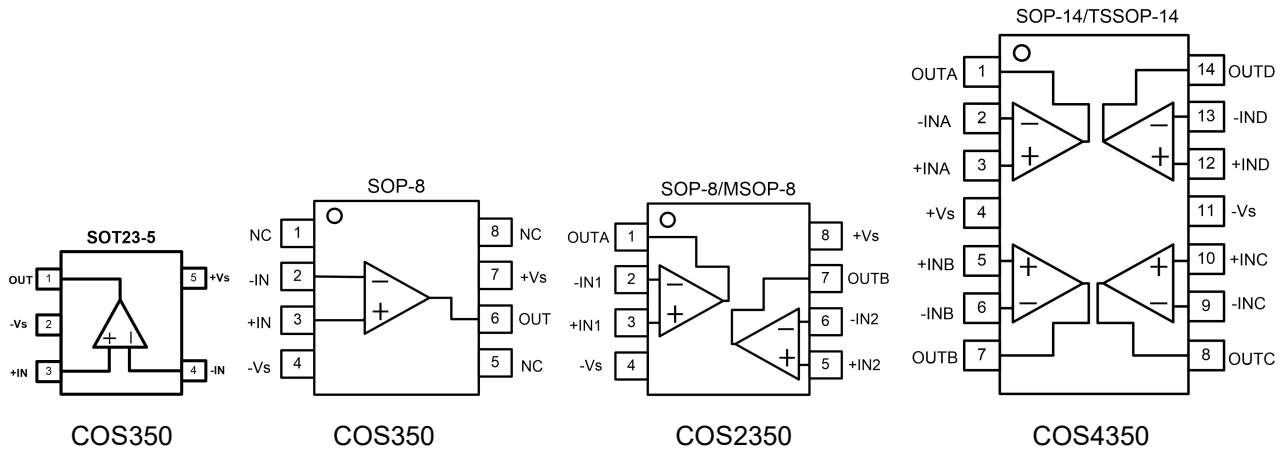 SOT23-5
OUT 1
5 +Vs
-Vs 2
+IN 3
4 -IN
+ −
COS350
SOP-8
NC 1
8 NC
-IN 2
7 +Vs
+IN 3
6 OUT
-Vs 4
5 NC
−
+
COS350
SOP-8/MSOP-8
OUTA 1
8 +Vs
-IN1 2
7 OUTB
+IN1 3
6 -IN2
-Vs 4
5 +IN2
−
+
−
+
COS2350
SOP-14/TSSOP-14
OUTA 1
14 OUTD
-INA 2
13 -IND
+INA 3
12 +IND
+Vs 4
11 -Vs
+INB 5
10 +INC
-INB 6
9 -INC
OUTB 7
8 OUTC
− −
+ +
+ +
− −
COS4350